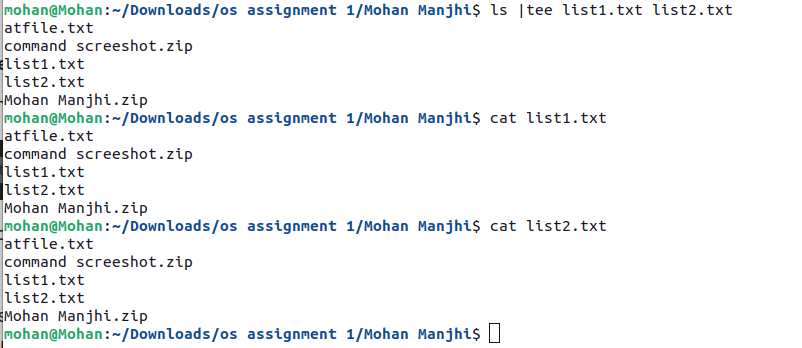 mohan@Mohan:~/Downloads/os assignment 1/Mohan Manjhi$ ls |tee list1.txt list2.txt
atfile.txt
command screeshot.zip
list1.txt
list2.txt
Mohan Manjhi.zip
mohan@Mohan:~/Downloads/os assignment 1/Mohan Manjhi$ cat list1.txt
atfile.txt
command screeshot.zip
list1.txt
list2.txt
Mohan Manjhi.zip
mohan@Mohan:~/Downloads/os assignment 1/Mohan Manjhi$ cat list2.txt
atfile.txt
command screeshot.zip
list1.txt
list2.txt
Mohan Manjhi.zip
mohan@Mohan:~/Downloads/os assignment 1/Mohan Manjhi$